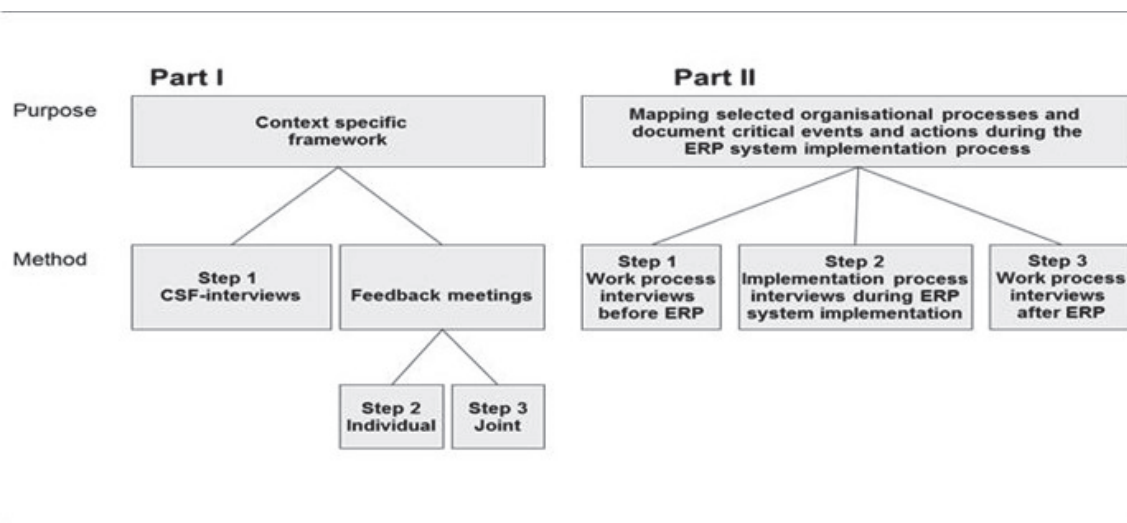 Part I
Part II
Purpose
Context specific
framework
Mapping selected organisational processes and
document critical events and actions during the
ERP system implementation process
Method
Step 1
CSF-interviews
Feedback meetings
Step 1
Work process
interviews
before ERP
Step 2
Implementation process
interviews during ERP
system implementation
Step 3
Work process
interviews
after ERP
Step 2
Individual
Step 3
Joint